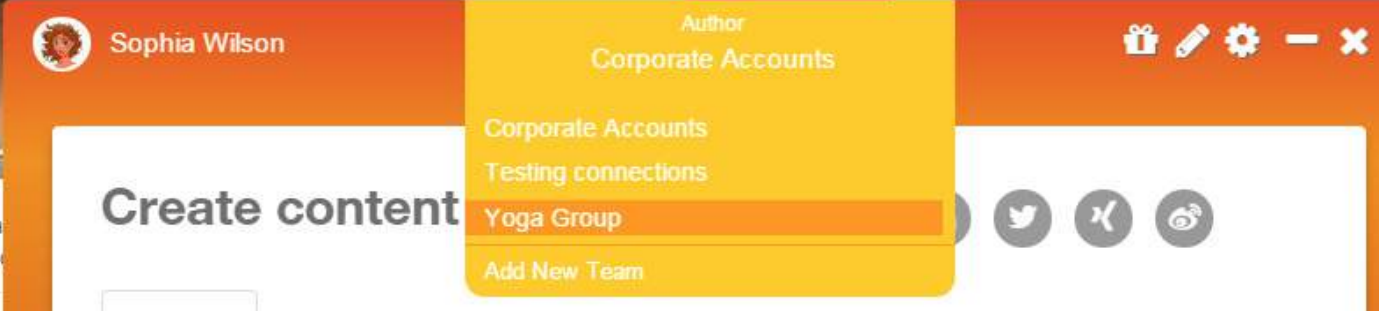 Author
Sophia Wilson
Corporate Accounts
Corporate Accounts
Testing connections
Create content
Yoga Group
Add New Team